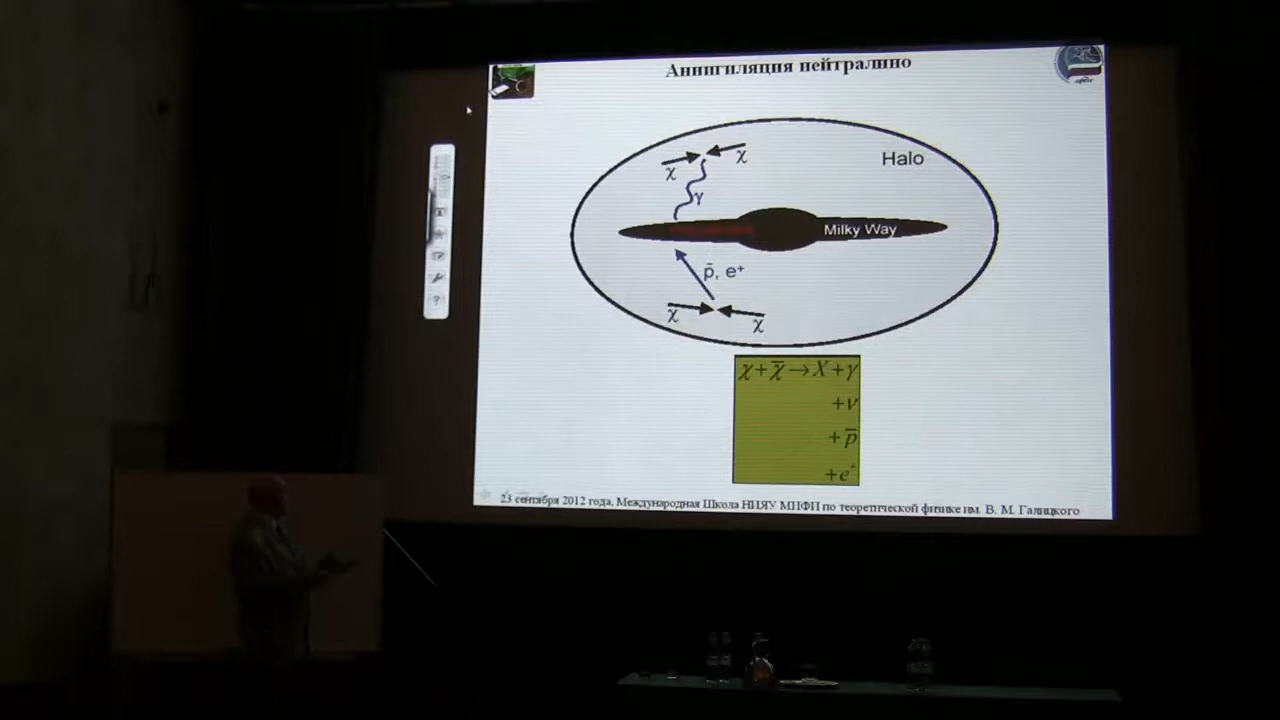 Аннигиляция нейтралино
χ χ
Halo
γ
Milky Way
p̄, e⁺
χ χ
χ + χ̄ → X + γ
+ ν
+ p̄
+ e⁺
23 сентября 2012 года, Международная Школа НИЯУ МИФИ по теоретической физике им. В. М. Галицкого
?